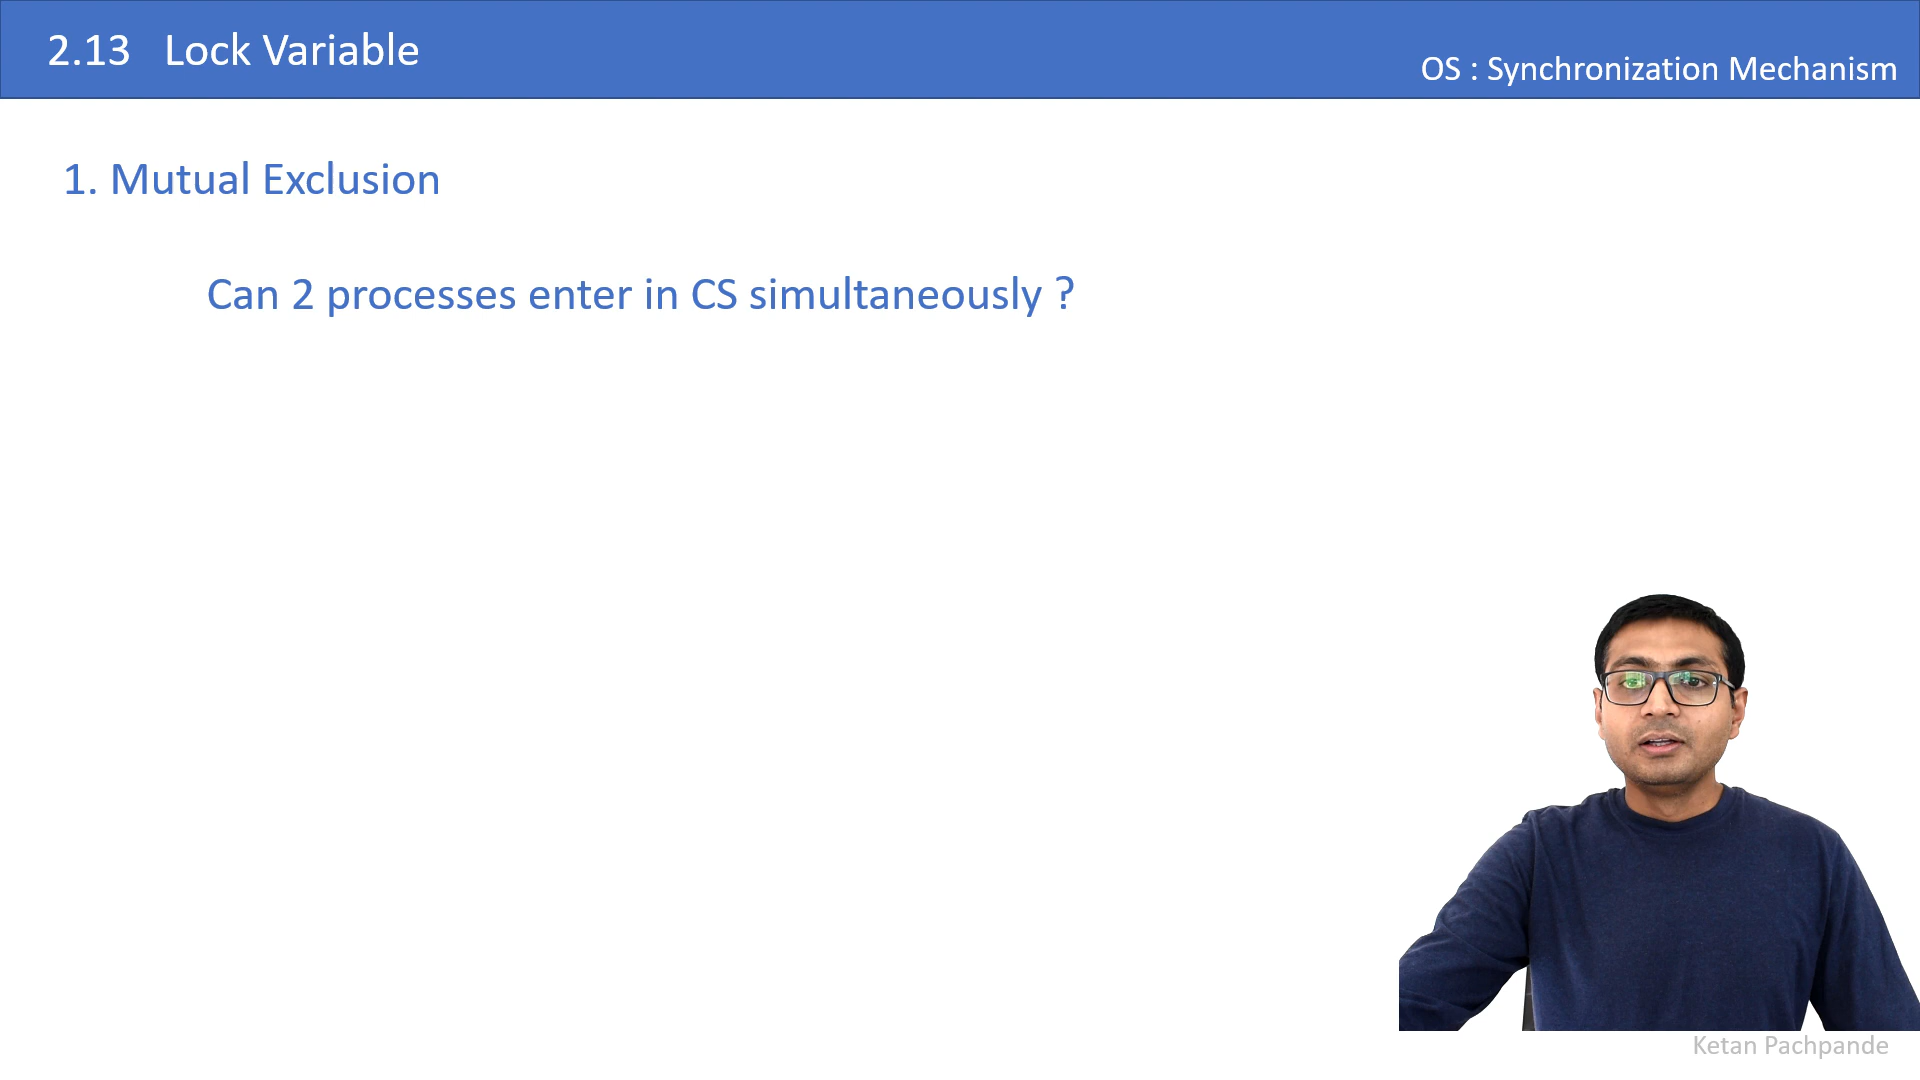 2.13 Lock Variable
OS : Synchronization Mechanism
1. Mutual Exclusion
Can 2 processes enter in CS simultaneously ?
Ketan Pachpande